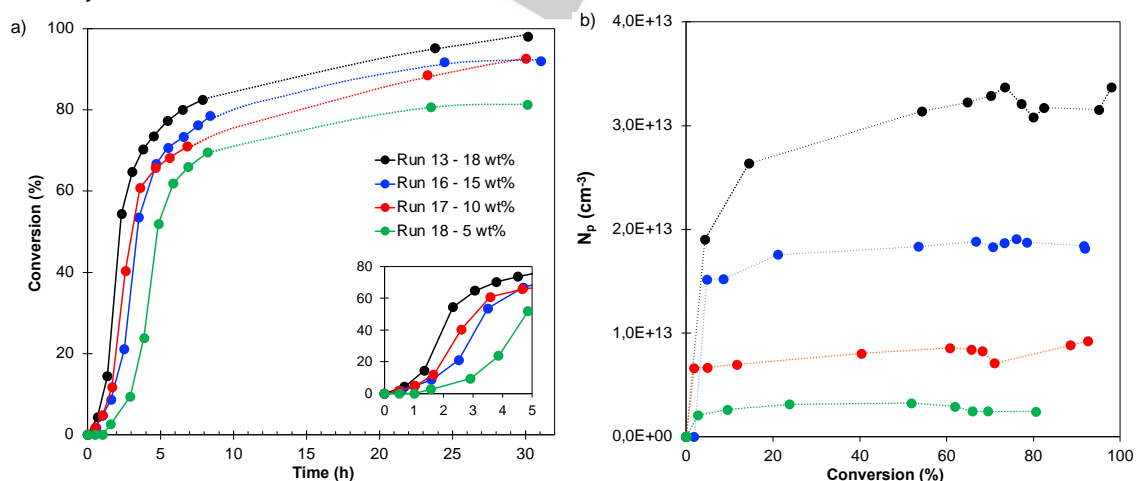 a)
100
80
60
40
20
0
Conversion (%)
0 5 10 15 20 25 30
Time (h)
Run 13 - 18 wt%
Run 16 - 15 wt%
Run 17 - 10 wt%
Run 18 - 5 wt%
80
60
40
20
0
0 1 2 3 4 5
b)
4,0E+13
3,0E+13
2,0E+13
1,0E+13
0,0E+00
Np (cm-3)
0 20 40 60 80 100
Conversion (%)